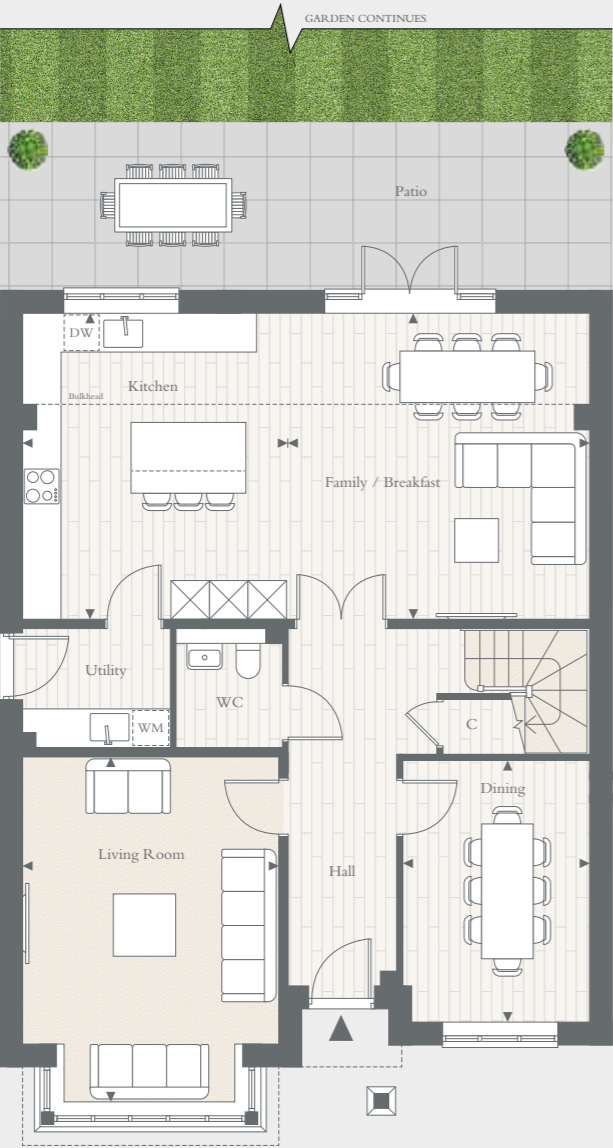 GARDEN CONTINUES
Patio
DW
Kitchen
Bulkhead
Family / Breakfast
Utility
WC
C
WM
Dining
Living Room
Hall